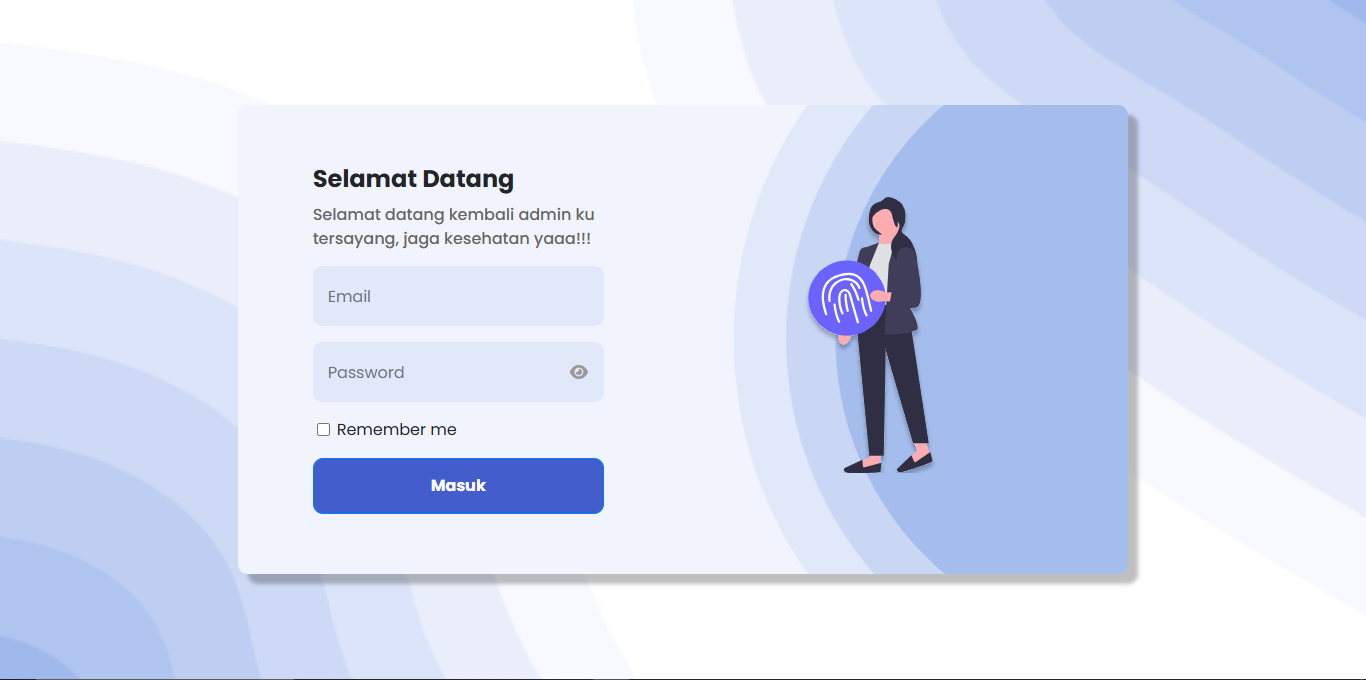 Selamat Datang
Selamat datang kembali admin ku
tersayang, jaga kesehatan yaaa!!!
Email
Password
Remember me
Masuk